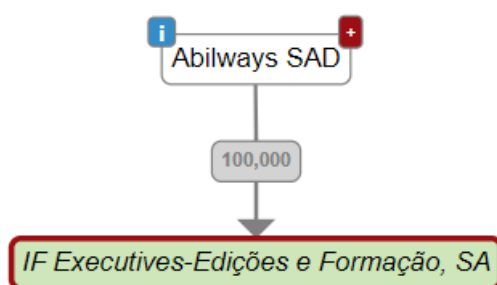 i
+
Abilways SAD
100,000
IF Executives-Edições e Formação, SA